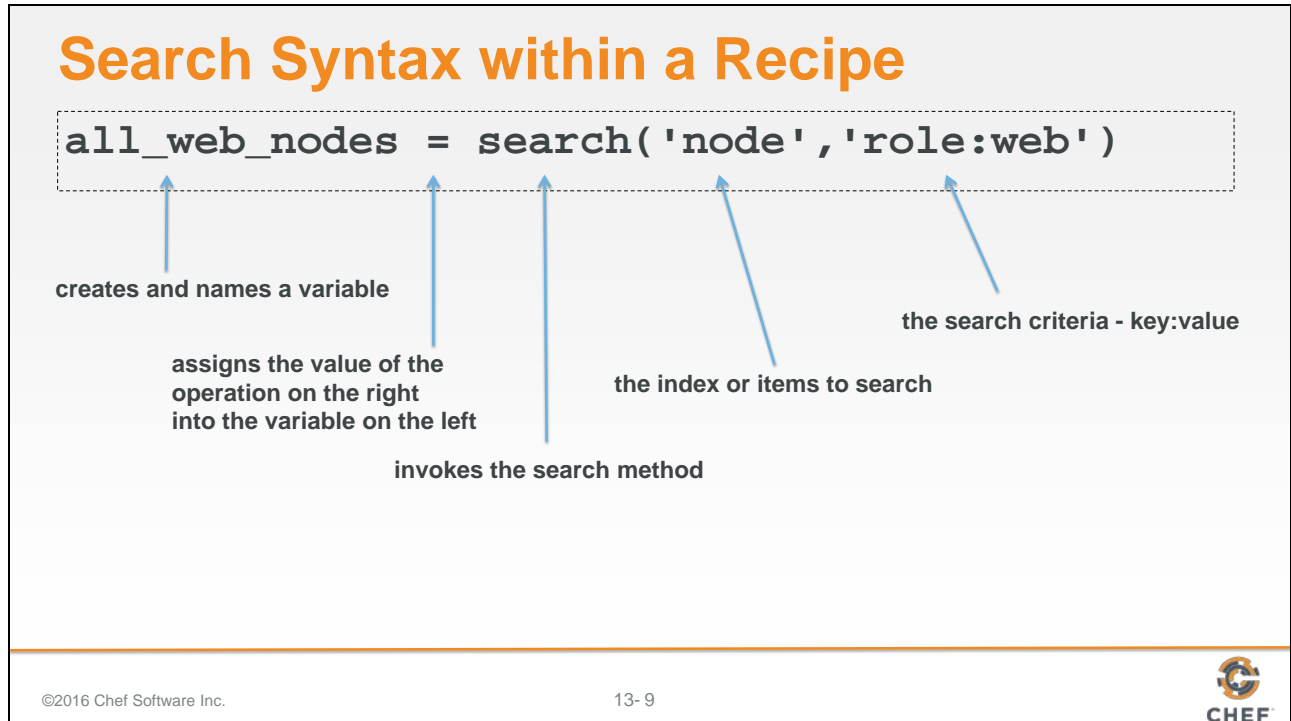 Search Syntax within a Recipe
all_web_nodes = search('node','role:web')
creates and names a variable
the search criteria - key:value
assigns the value of the
operation on the right
into the variable on the left
the index or items to search
invokes the search method
©2016 Chef Software Inc.
13- 9
CHEF